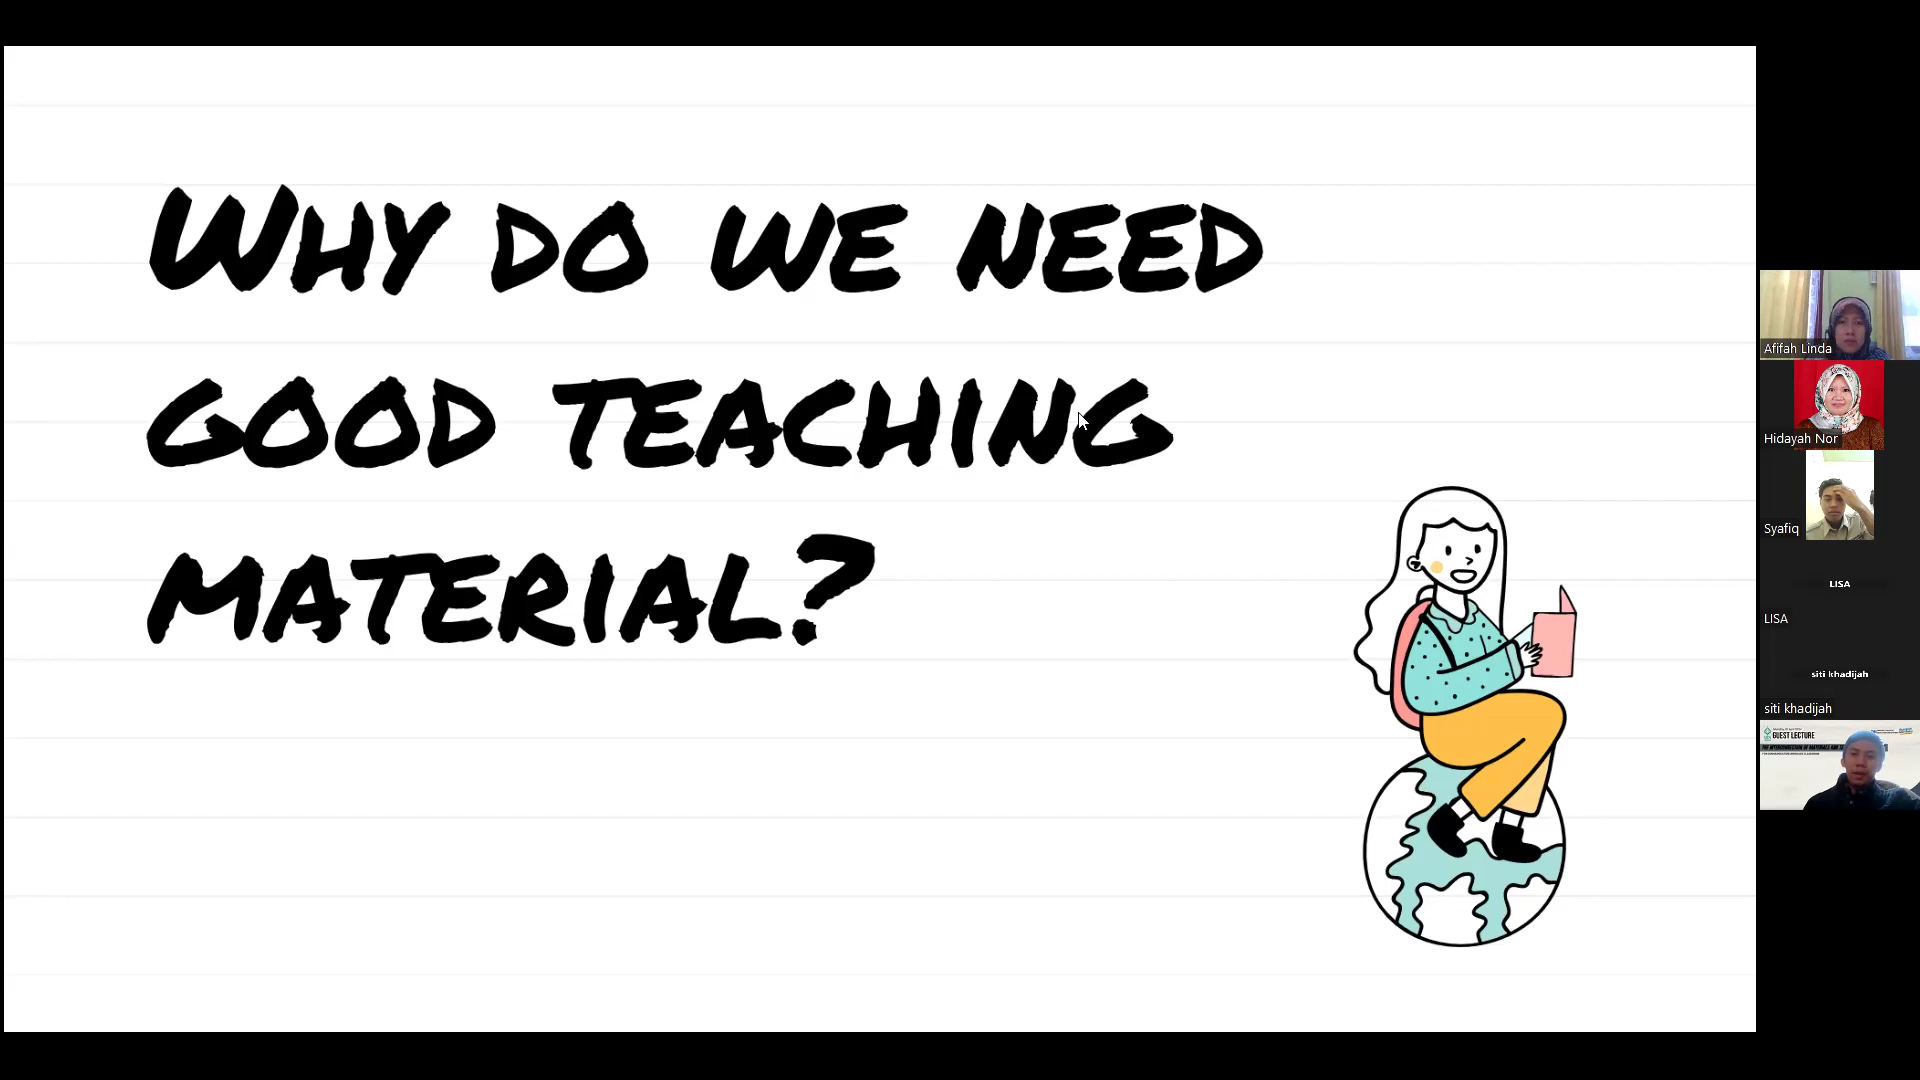 Why do we need
good teaching
material?
Afifah Linda
Hidayah Nor
Syafiq
LISA
LISA
siti khadijah
siti khadijah
GUEST LECTURE